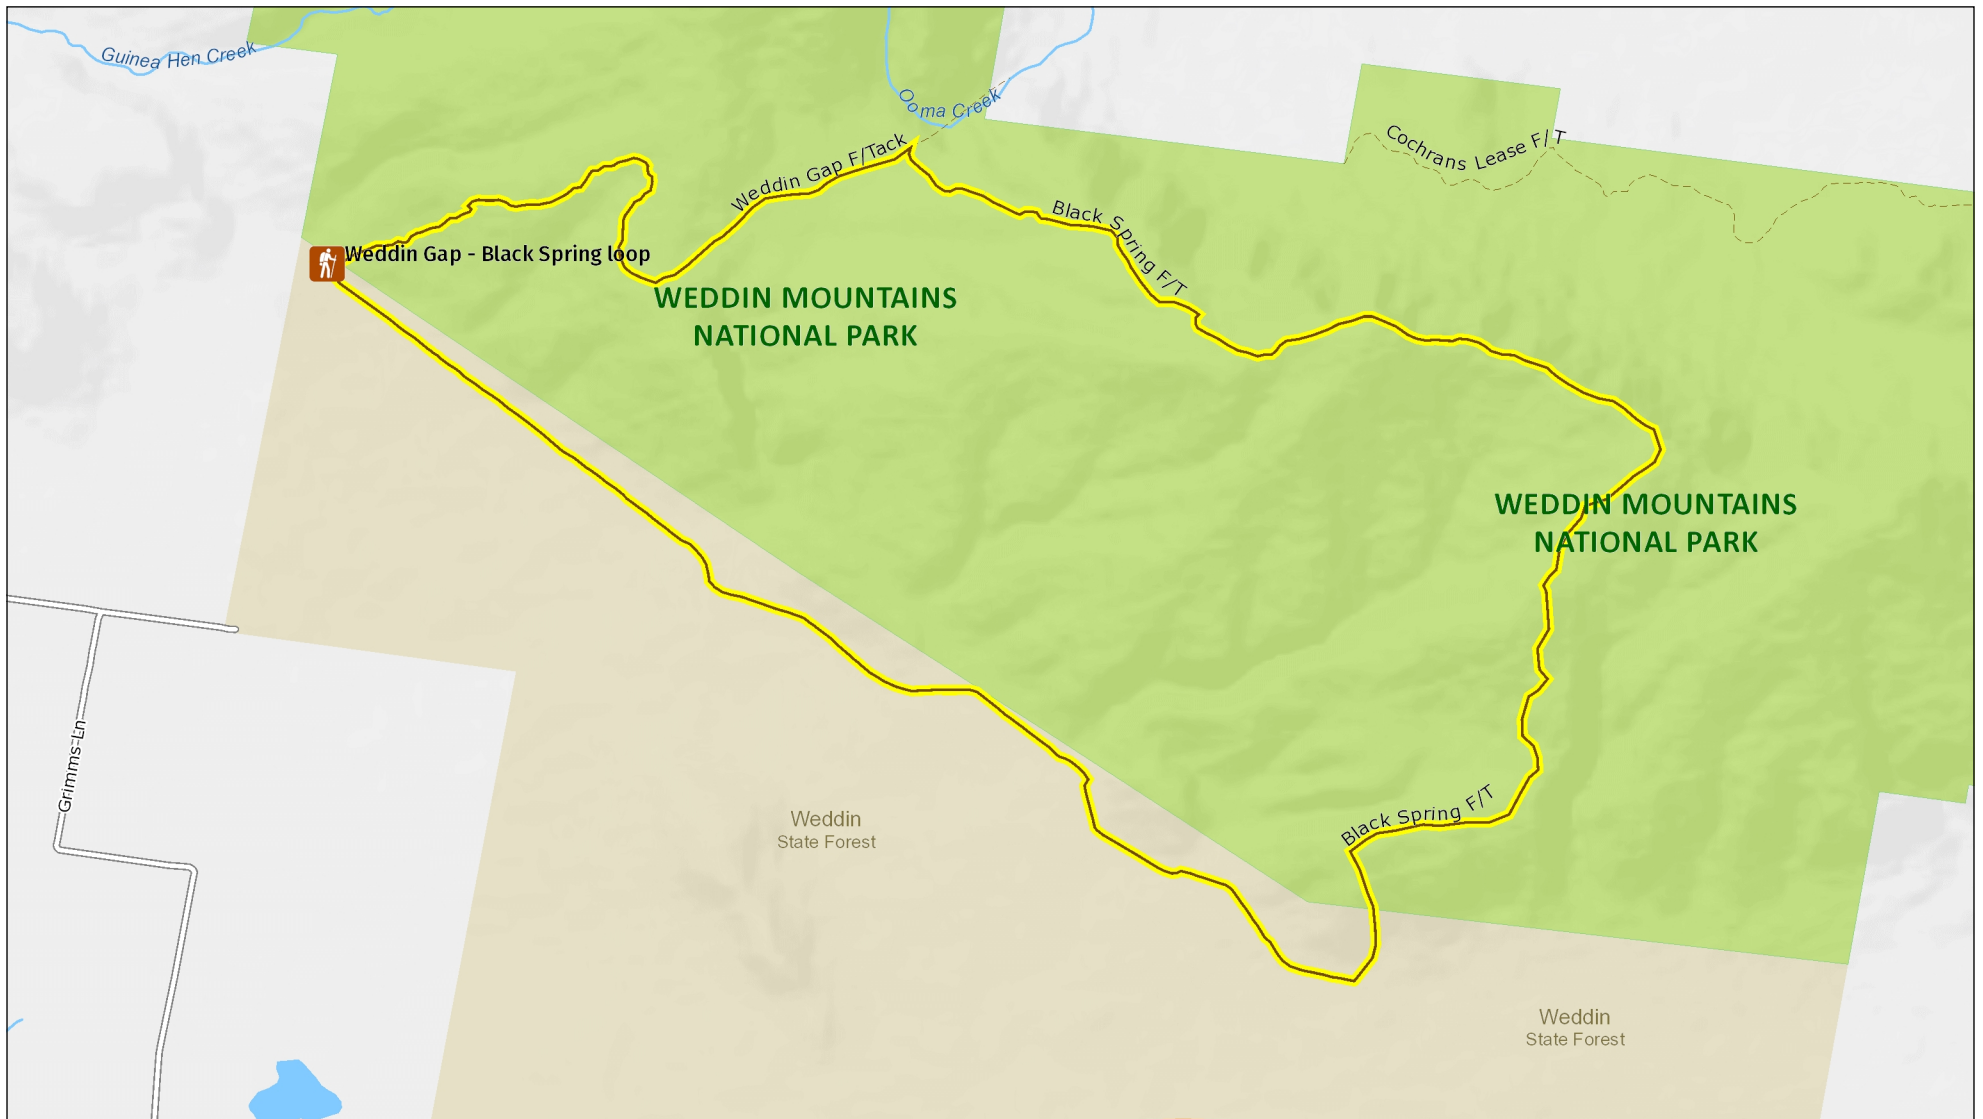 Guinea Hen Creek
Ooma Creek
Cochrans Lease F/T
Weddin Gap F/Tack
Black Spring F/T
Weddin Gap - Black Spring loop
WEDDIN MOUNTAINS
NATIONAL PARK
WEDDIN MOUNTAINS
NATIONAL PARK
Grimms-Ln
Black Spring F/T
Weddin
State Forest
Weddin
State Forest